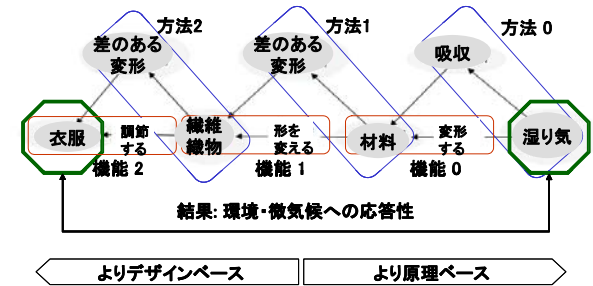 方法2
方法1
方法 0
差のある
変形
差のある
変形
吸収
衣服
調節
する
繊維
織物
形を
変える
材料
変形
する
湿り気
機能 2
機能 1
機能 0
結果: 環境・微気候への応答性
よりデザインベース
より原理ベース